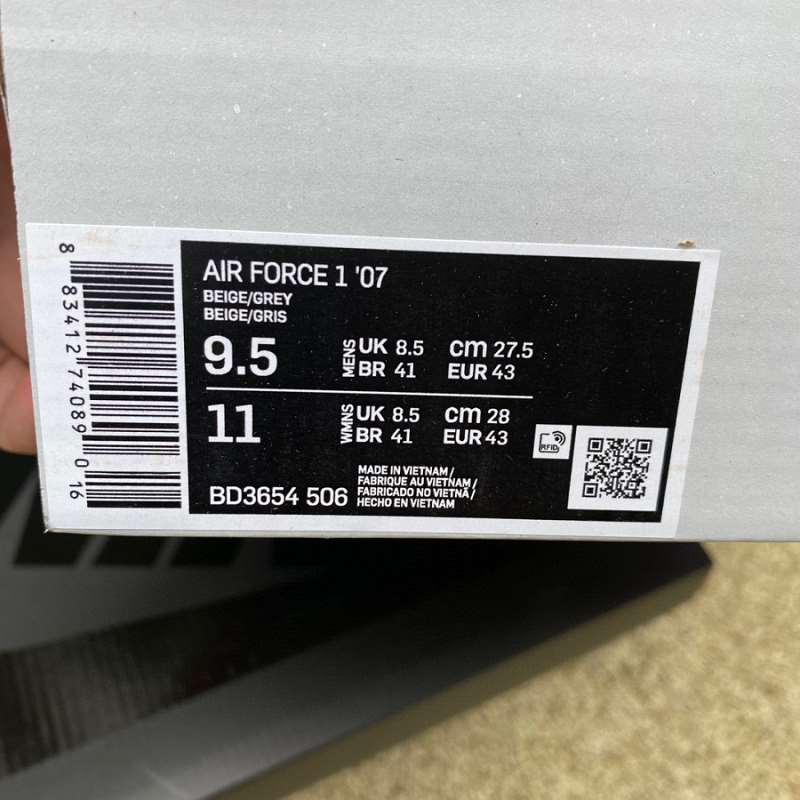 8 83412 74089 0 16
AIR FORCE 1 '07
BEIGE/GREY
BEIGE/GRIS
9.5 MENS UK 8.5 cm 27.5
BR 41 EUR 43
11 WMNS UK 8.5 cm 28
BR 41 EUR 43
RFID
BD3654 506
MADE IN VIETNAM /
FABRIQUE AU VIETNAM /
FABRICADO NO VIETNÃ /
HECHO EN VIETNAM